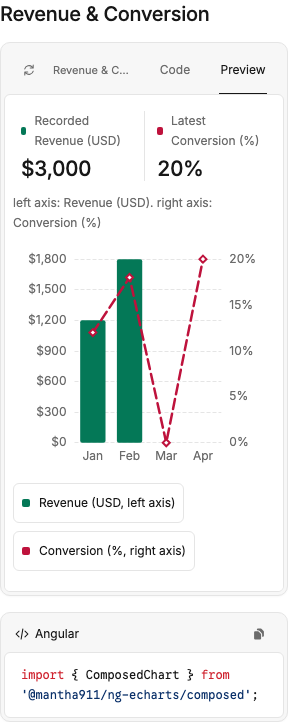 Revenue & Conversion
Revenue & C...
Code
Preview
Recorded
Revenue (USD)
$3,000
Latest
Conversion (%)
20%
left axis: Revenue (USD). right axis:
Conversion (%)
$1,800
$1,500
$1,200
$900
$600
$300
$0
20%
15%
10%
5%
0%
Jan Feb Mar Apr
Revenue (USD, left axis)
Conversion (%, right axis)
</> Angular
import { ComposedChart } from
'@mantha911/ng-echarts/composed';